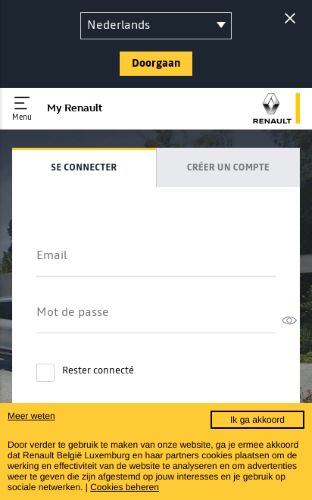 Nederlands
Doorgaan
Menu
My Renault
RENAULT
SE CONNECTER
CRÉER UN COMPTE
Email
Mot de passe
Rester connecté
Meer weten
Ik ga akkoord
Door verder te gebruik te maken van onze website, ga je ermee akkoord
dat Renault België Luxemburg en haar partners cookies plaatsen om de
werking en effectiviteit van de website te analyseren en om advertenties
weer te geven die zijn afgestemd op jouw interesses en je gebruik op
sociale netwerken. | Cookies beheren